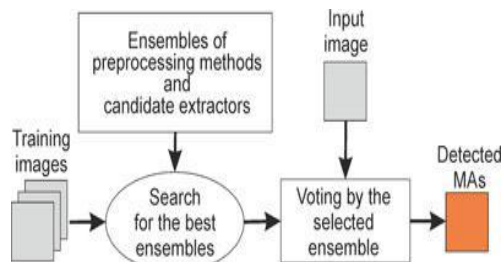 Ensembles of
preprocessing methods
and
candidate extractors
Input
image
Training
images
Search
for the best
ensembles
Voting by the
selected
ensemble
Detected
MAs